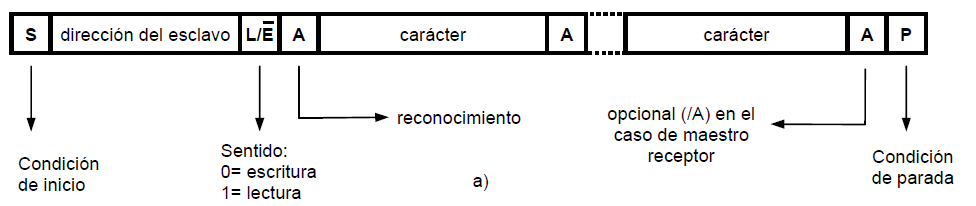 S dirección del esclavo L/E̅ A carácter A carácter A P
reconocimiento
opcional (/A) en el
caso de maestro
receptor
Condición
de inicio
Sentido:
0= escritura
1= lectura
a)
Condición
de parada